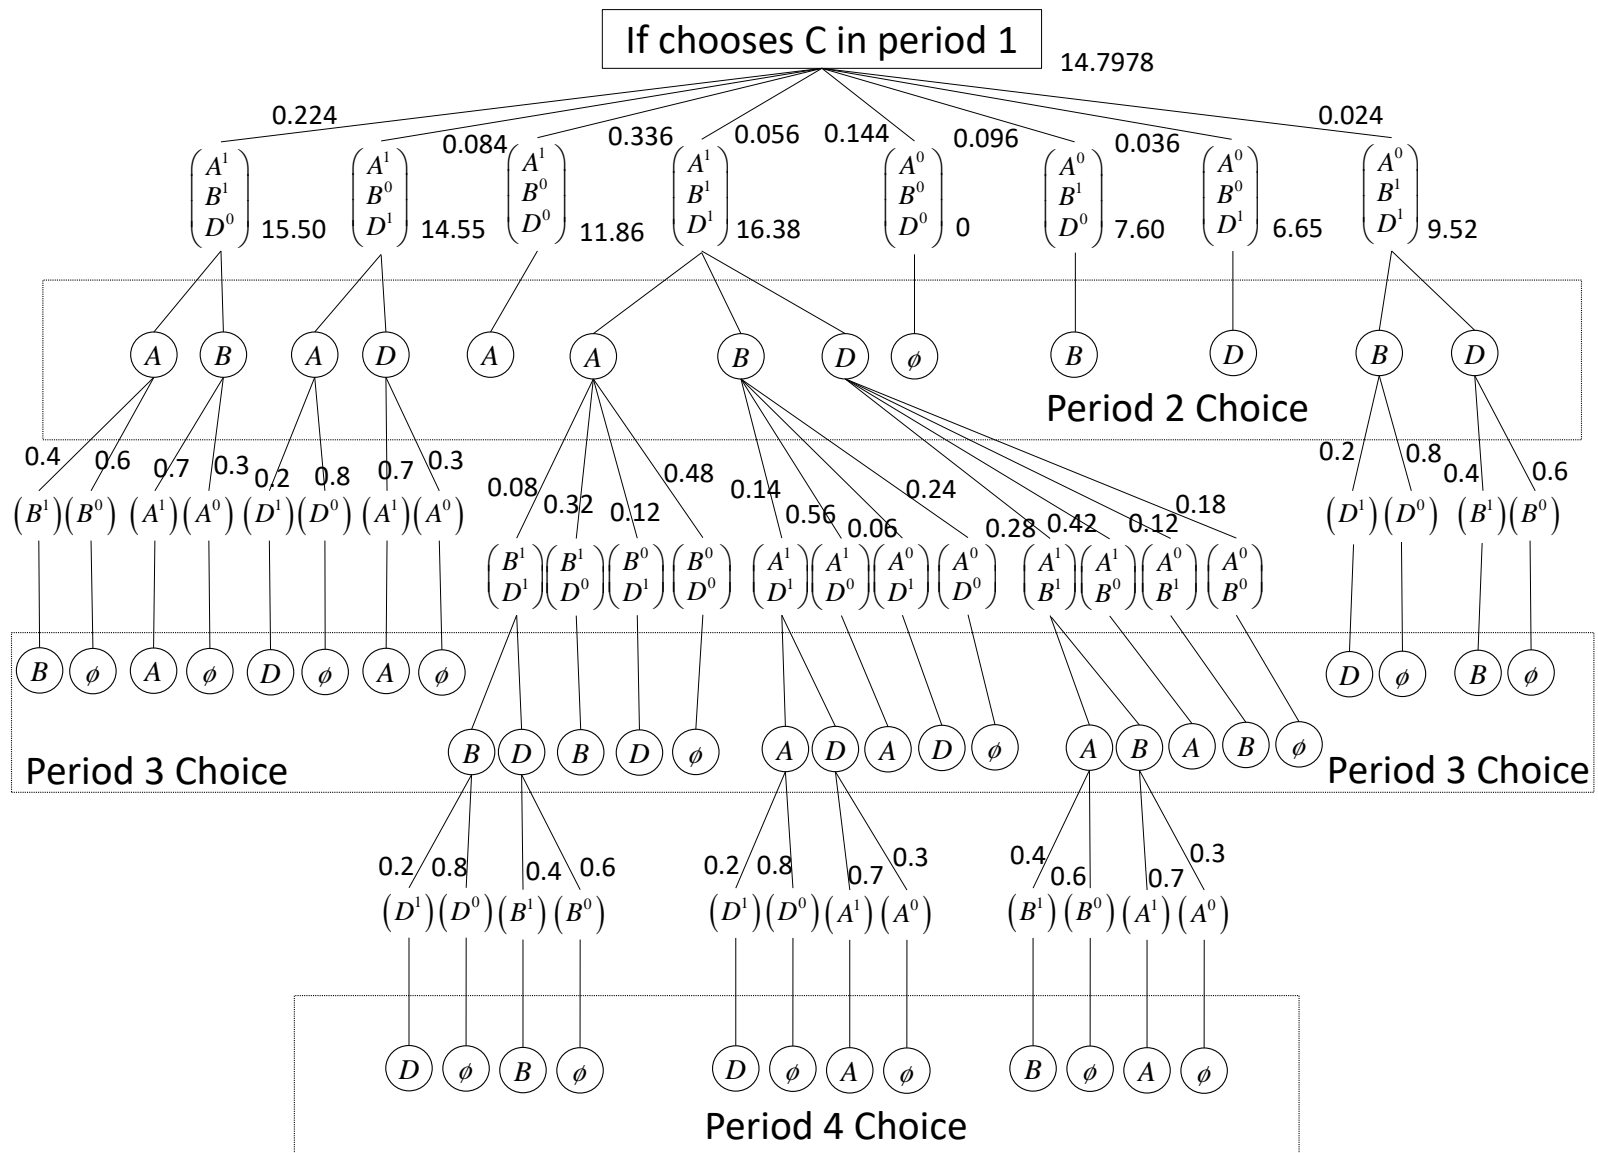 If chooses C in period 1
14.7978
0.224 0.084 0.336 0.056 0.144 0.096 0.036 0.024
A¹ A¹ A¹ A¹ A⁰ A⁰ A⁰ A⁰
B¹ B⁰ B⁰ B¹ B⁰ B¹ B⁰ B¹
D⁰ 15.50 D¹ 14.55 D⁰ 11.86 D¹ 16.38 D⁰ 0 D⁰ 7.60 D¹ 6.65 D¹ 9.52
A B A D A A B D ϕ B D B D
Period 2 Choice
0.4 0.6 0.7 0.3 0.2 0.8 0.7 0.3 0.08 0.32 0.12 0.48 0.14 0.56 0.06 0.24 0.28 0.42 0.12 0.18 0.2 0.8 0.4 0.6
(B¹) (B⁰) (A¹) (A⁰) (D¹) (D⁰) (A¹) (A⁰) (D¹) (D⁰) (B¹) (B⁰)
B¹ B¹ B⁰ B⁰ A¹ A¹ A⁰ A⁰ A¹ A¹ A⁰ A⁰
D¹ D⁰ D¹ D⁰ D¹ D⁰ D¹ D⁰ B¹ B⁰ B¹ B⁰
B ϕ A ϕ D ϕ A ϕ D ϕ B ϕ
B D B D ϕ A D A D ϕ A B A B ϕ
Period 3 Choice Period 3 Choice
0.2 0.8 0.4 0.6 0.2 0.8 0.7 0.3 0.4 0.6 0.7 0.3
(D¹) (D⁰) (B¹) (B⁰) (D¹) (D⁰) (A¹) (A⁰) (B¹) (B⁰) (A¹) (A⁰)
D ϕ B ϕ D ϕ A ϕ B ϕ A ϕ
Period 4 Choice